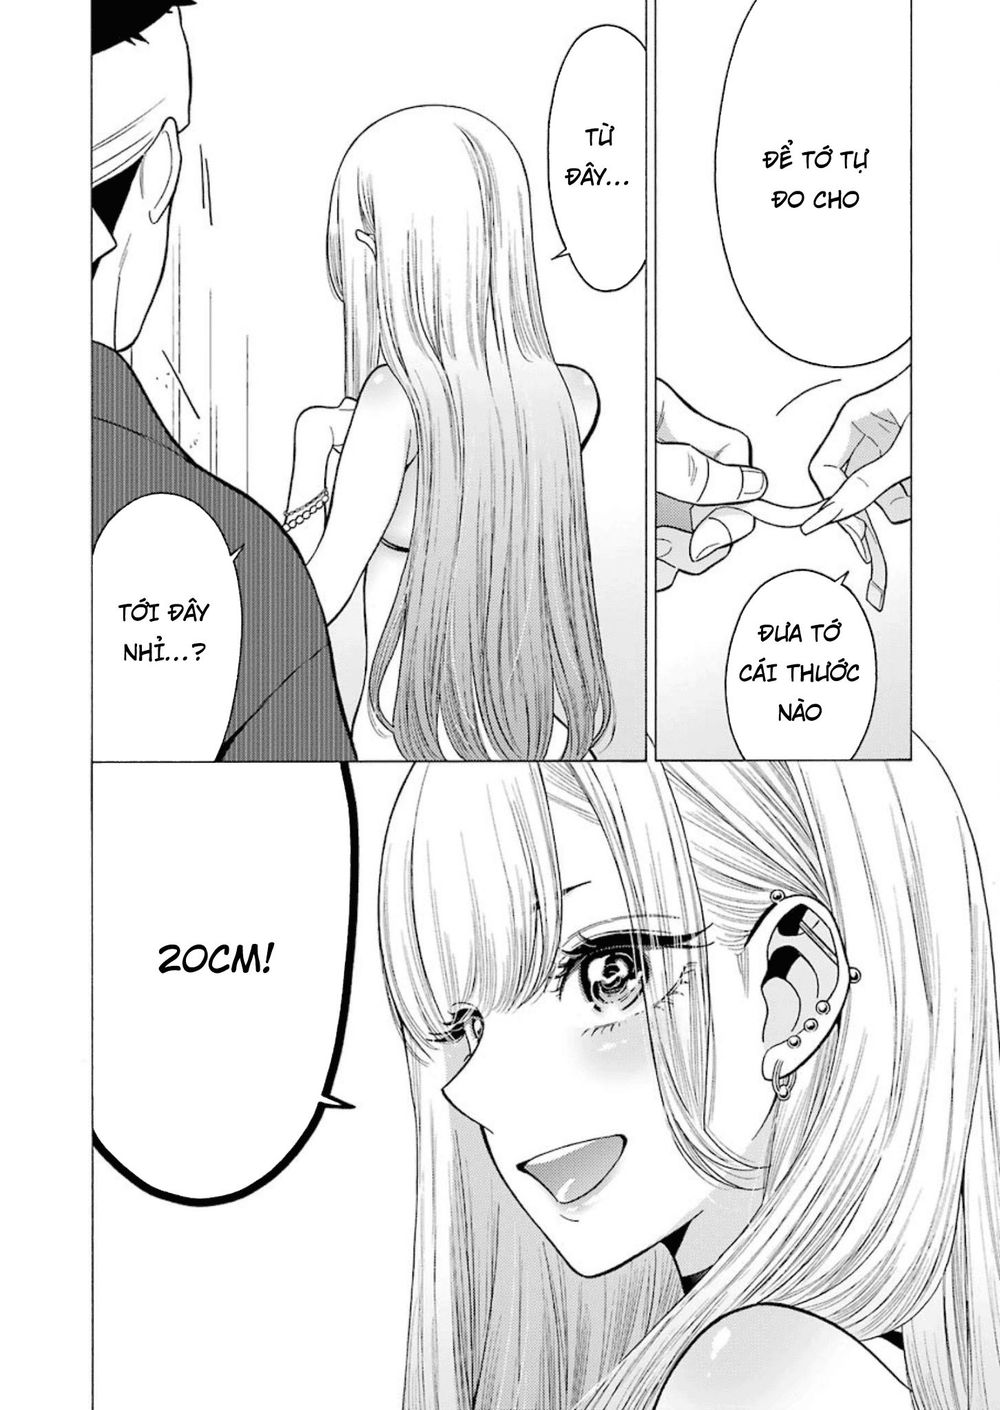 ĐỂ TỚ TỰ
ĐO CHO
ĐƯA TỚ
CÁI THƯỚC
NÀO
TỪ
ĐÂY...
TỚI ĐÂY
NHỈ...?
20CM!